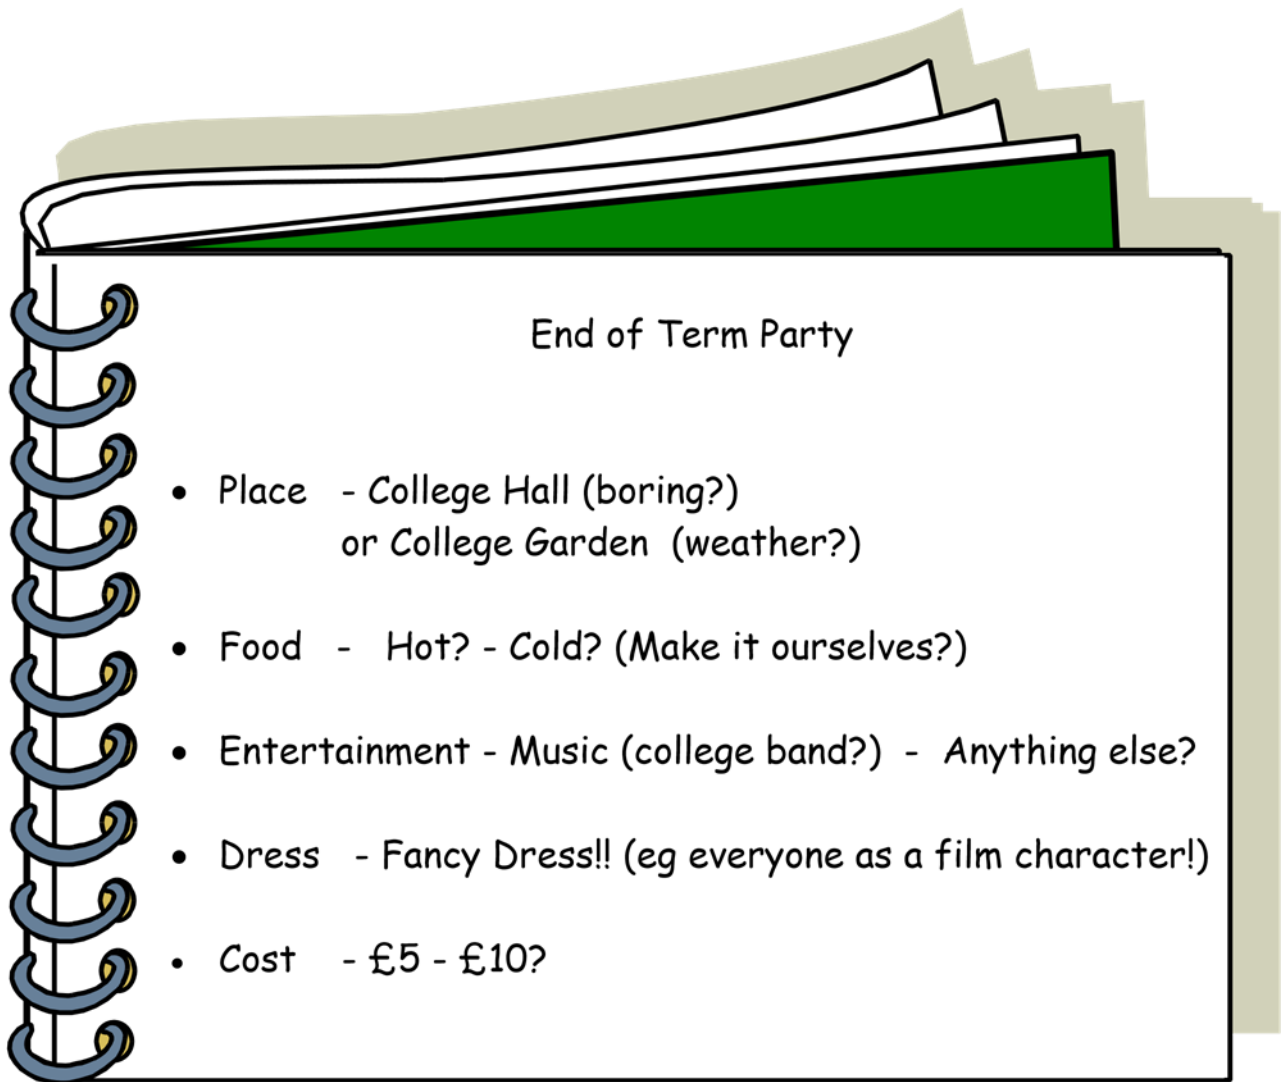 End of Term Party
• Place - College Hall (boring?)
or College Garden (weather?)
• Food - Hot? - Cold? (Make it ourselves?)
• Entertainment - Music (college band?) - Anything else?
• Dress - Fancy Dress!! (eg everyone as a film character!)
• Cost - £5 - £10?